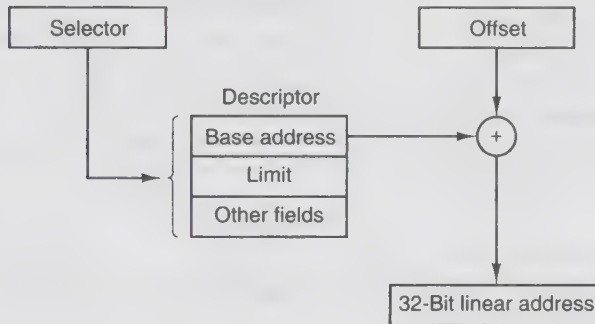 Selector
Offset
Descriptor
Base address
+
Limit
Other fields
32-Bit linear address